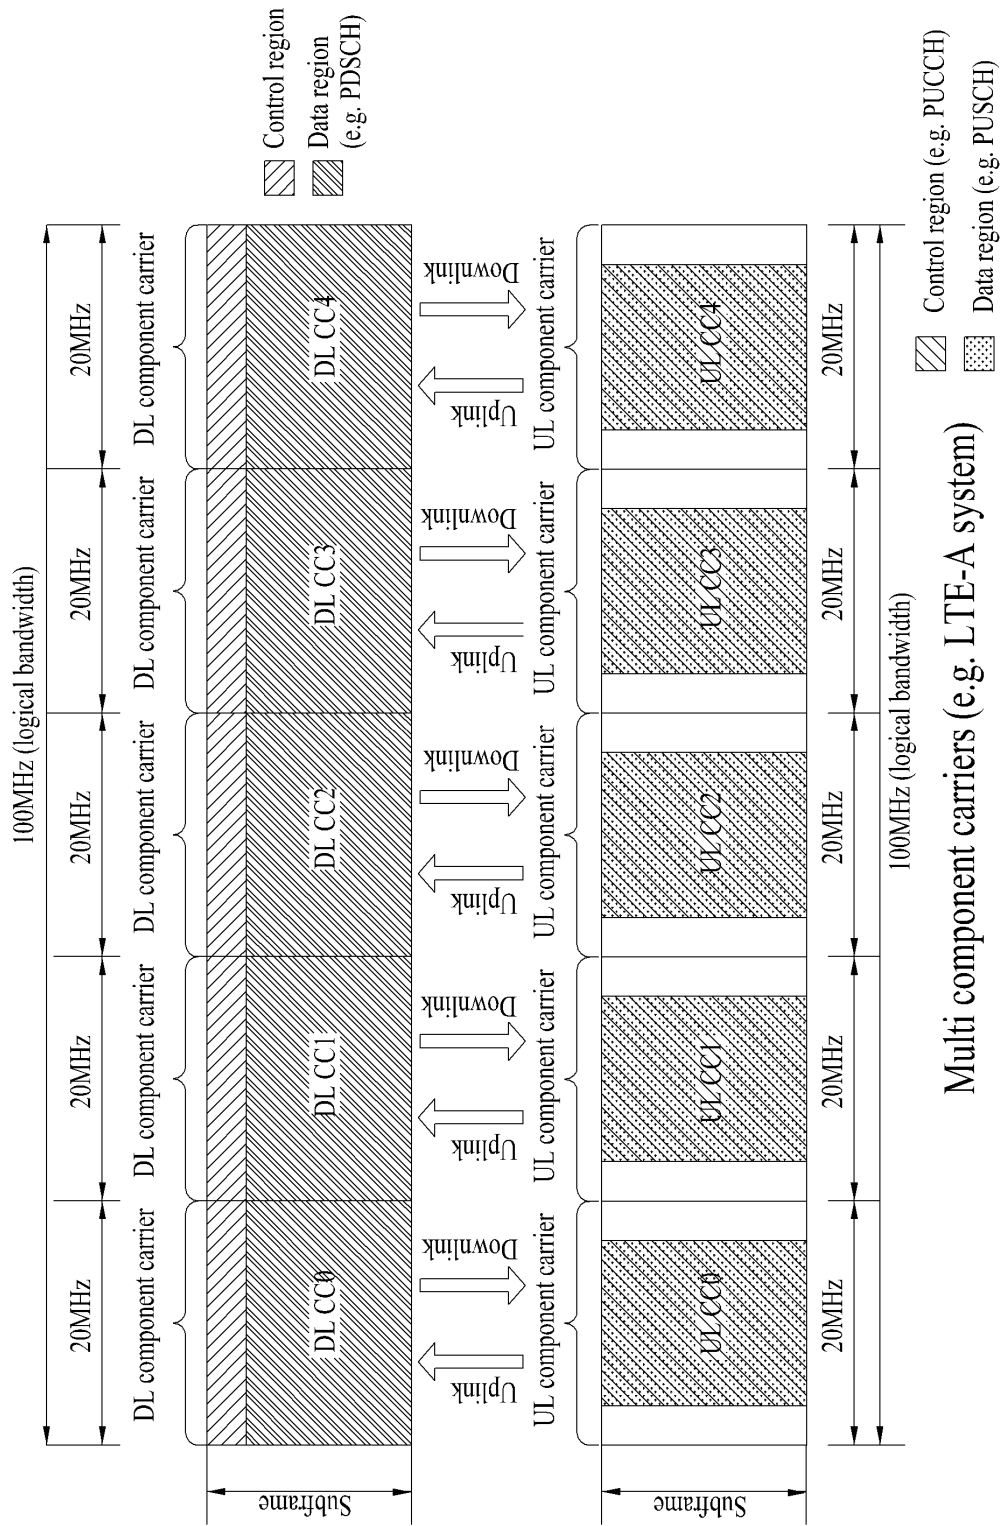 100MHz (logical bandwidth)
20MHz
20MHz
20MHz
20MHz
20MHz
DL component carrier
DL component carrier
DL component carrier
DL component carrier
DL component carrier
Subframe
DL CC0
DL CC1
DL CC2
DL CC3
DL CC4
Control region
Data region
(e.g. PDSCH)
Uplink
Downlink
Uplink
Downlink
Uplink
Downlink
Uplink
Downlink
Uplink
Downlink
UL component carrier
UL component carrier
UL component carrier
UL component carrier
UL component carrier
Subframe
UL CC0
UL CC1
UL CC2
UL CC3
UL CC4
20MHz
20MHz
20MHz
20MHz
20MHz
100MHz (logical bandwidth)
Control region (e.g. PUCCH)
Data region (e.g. PUSCH)
Multi component carriers (e.g. LTE-A system)